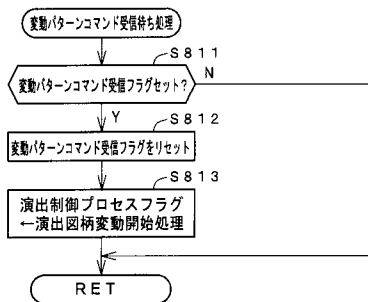 変動パターンコマンド受信待ち処理
S811
変動パターンコマンド受信フラグセット?
N
Y
S812
変動パターンコマンド受信フラグをリセット
S813
演出制御プロセスフラグ
←演出図柄変動開始処理
RET